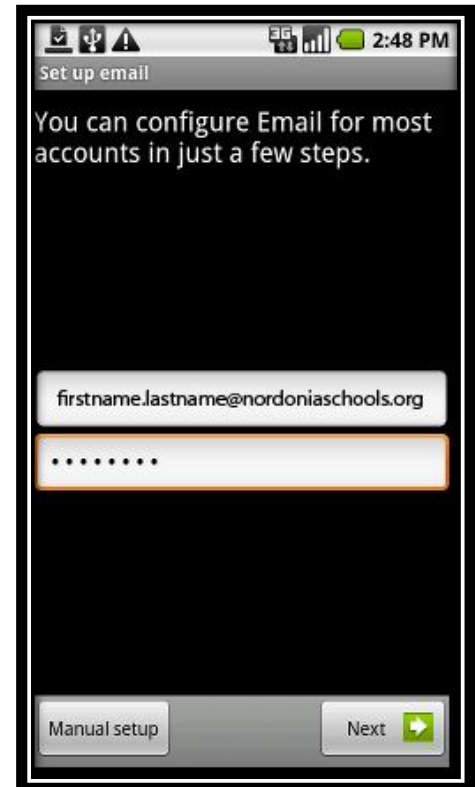 3G 2:48 PM
Set up email
You can configure Email for most
accounts in just a few steps.
firstname.lastname@nordoniaschools.org
••••••••
Manual setup Next